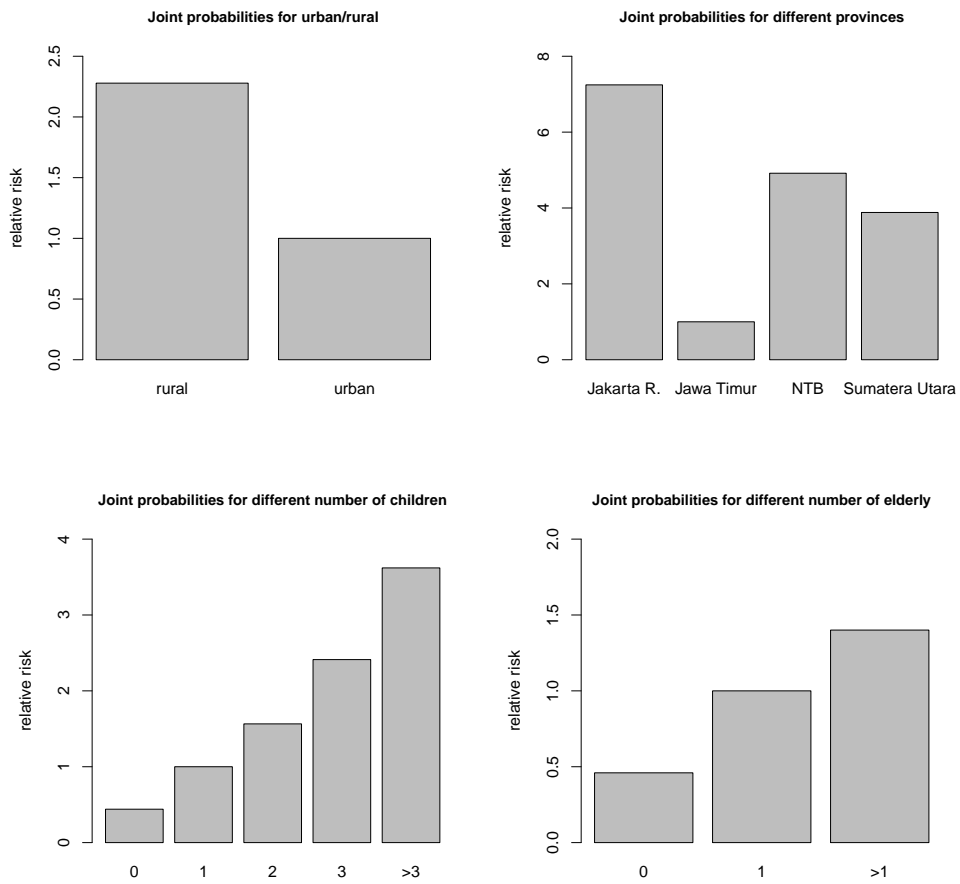 Joint probabilities for urban/rural
relative risk
0.0 0.5 1.0 1.5 2.0 2.5
rural urban
Joint probabilities for different provinces
relative risk
0 2 4 6 8
Jakarta R. Jawa Timur NTB Sumatera Utara
Joint probabilities for different number of children
relative risk
0 1 2 3 4
0 1 2 3 >3
Joint probabilities for different number of elderly
relative risk
0.0 0.5 1.0 1.5 2.0
0 1 >1